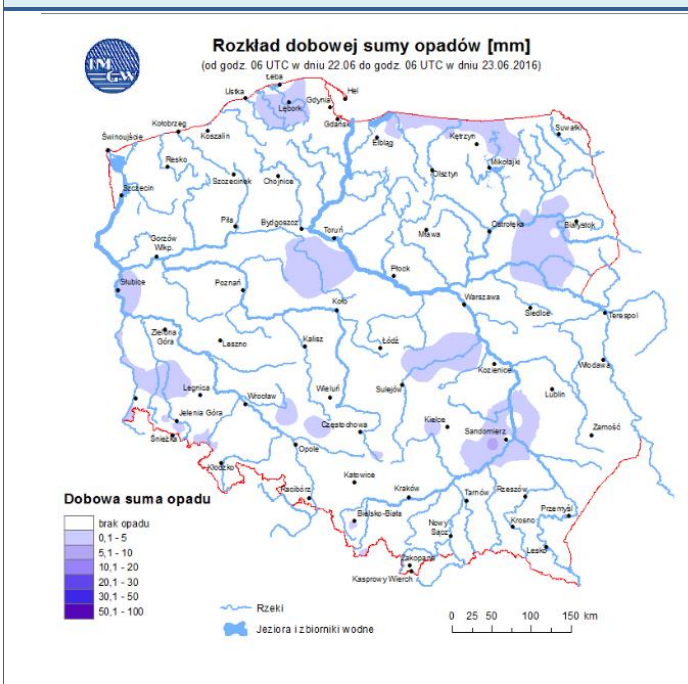 IM
GW
Rozkład dobowej sumy opadów [mm]
(od godz. 06 UTC w dniu 22.06 do godz. 06 UTC w dniu 23.06.2016)
Łeba
Hel
Ustka
Gdynia
Lębork
Gdańsk
Kołobrzeg
Koszalin
Suwałki
Świnoujście
Elbląg
Kętrzyn
Resko
Mikołajki
Olsztyn
Szczecinek
Chojnice
Szczecin
Piła
Bydgoszcz
Toruń
Mława
Ostrołęka
Białystok
Gorzów
Wlkp.
Płock
Słubice
Poznań
Koło
Warszawa
Siedlce
Terespol
Zielona
Góra
Leszno
Kalisz
Łódź
Kozienice
Włodawa
Legnica
Wrocław
Wieluń
Sulejów
Lublin
Jelenia Góra
Śnieżka
Częstochowa
Kielce
Sandomierz
Zamość
Opole
Kłodzko
Katowice
Racibórz
Kraków
Tarnów
Rzeszów
Przemyśl
Bielsko-Biała
Nowy
Sącz
Krosno
Lesko
Zakopane
Kasprowy Wierch
Dobowa suma opadu
brak opadu
0,1 - 5
5,1 - 10
10,1 - 20
20,1 - 30
30,1 - 50
50,1 - 100
Rzeki
Jeziora i zbiorniki wodne
0 25 50 100 150 km